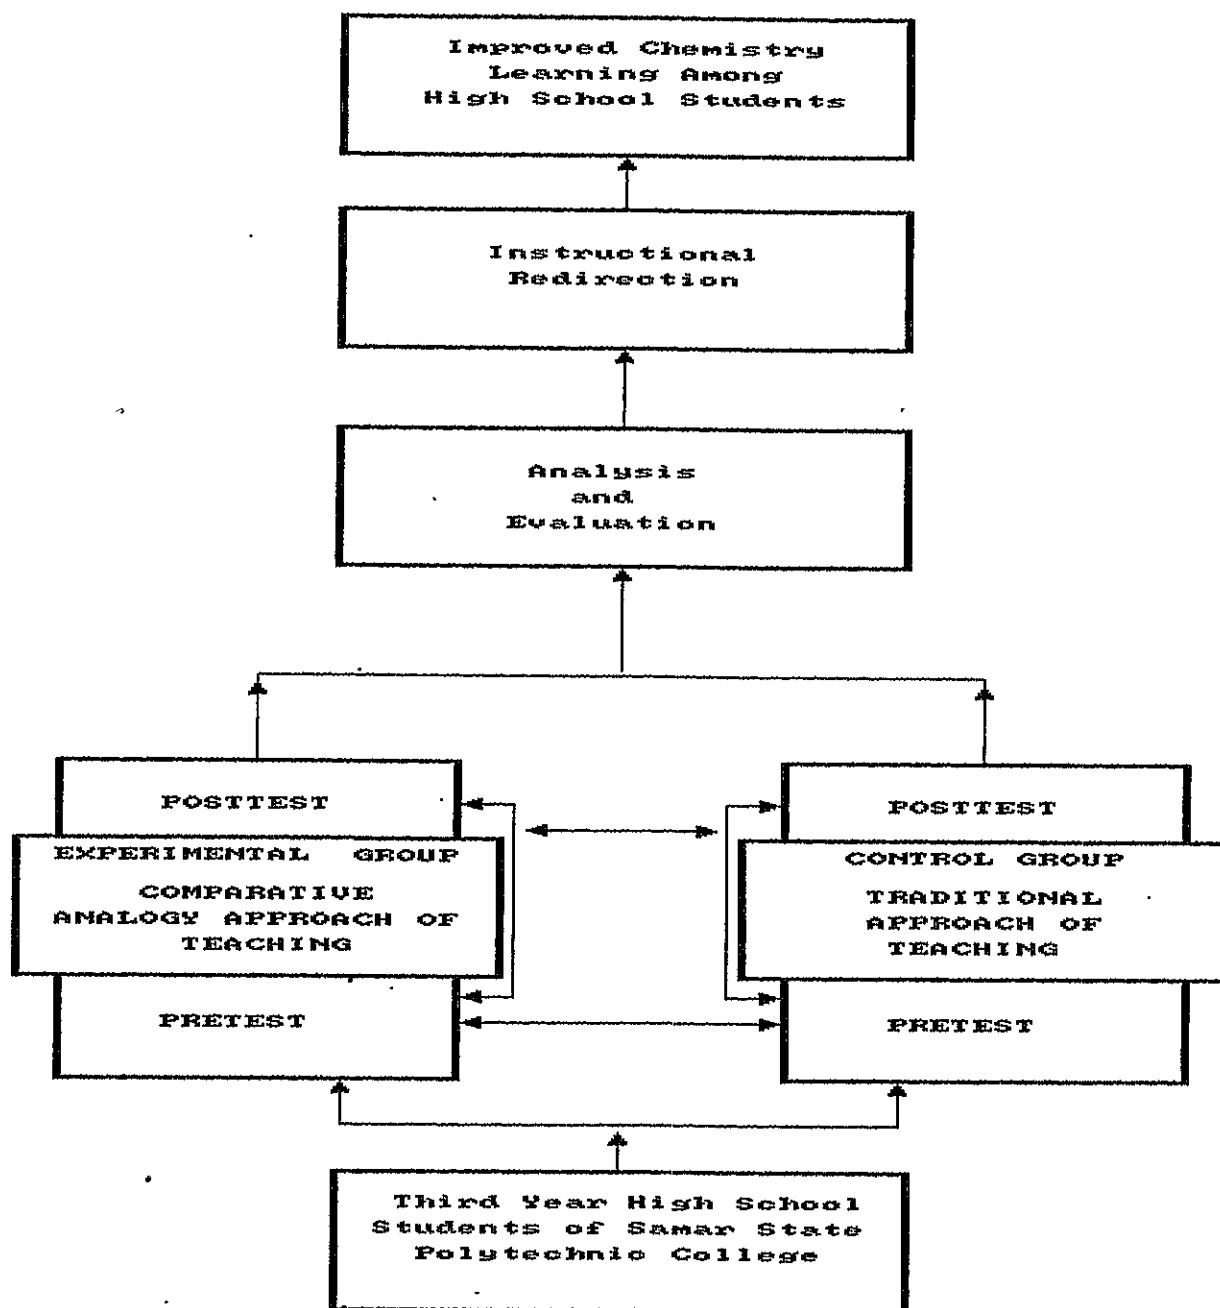 Improved Chemistry
Learning Among
High School Students
Instructional
Redirection
Analysis
and
Evaluation
POSTTEST
EXPERIMENTAL GROUP
COMPARATIVE
ANALOGY APPROACH OF
TEACHING
PRETEST
POSTTEST
CONTROL GROUP
TRADITIONAL
APPROACH OF
TEACHING
PRETEST
Third Year High School
Students of Samar State
Polytechnic College